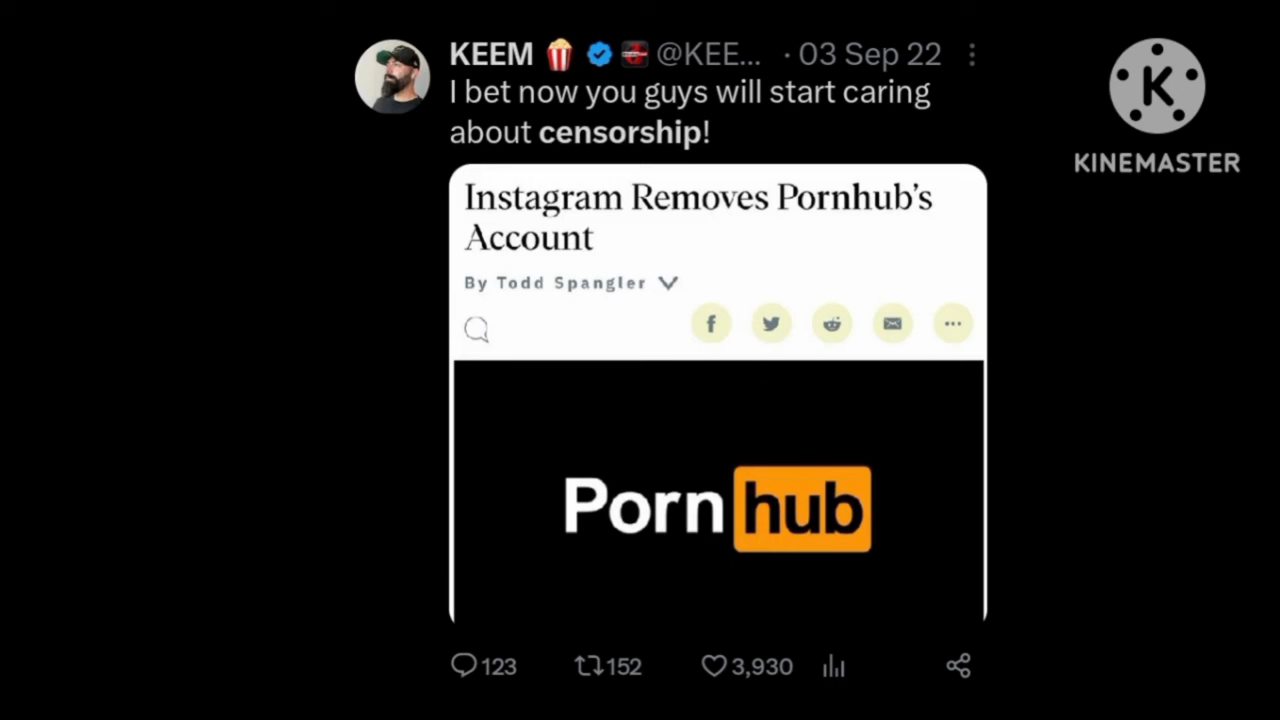 KEEM 🍿 @KEE... · 03 Sep 22
I bet now you guys will start caring
about censorship!
Instagram Removes Pornhub's
Account
By Todd Spangler
Porn hub
123 152 3,930
K
KINEMASTER